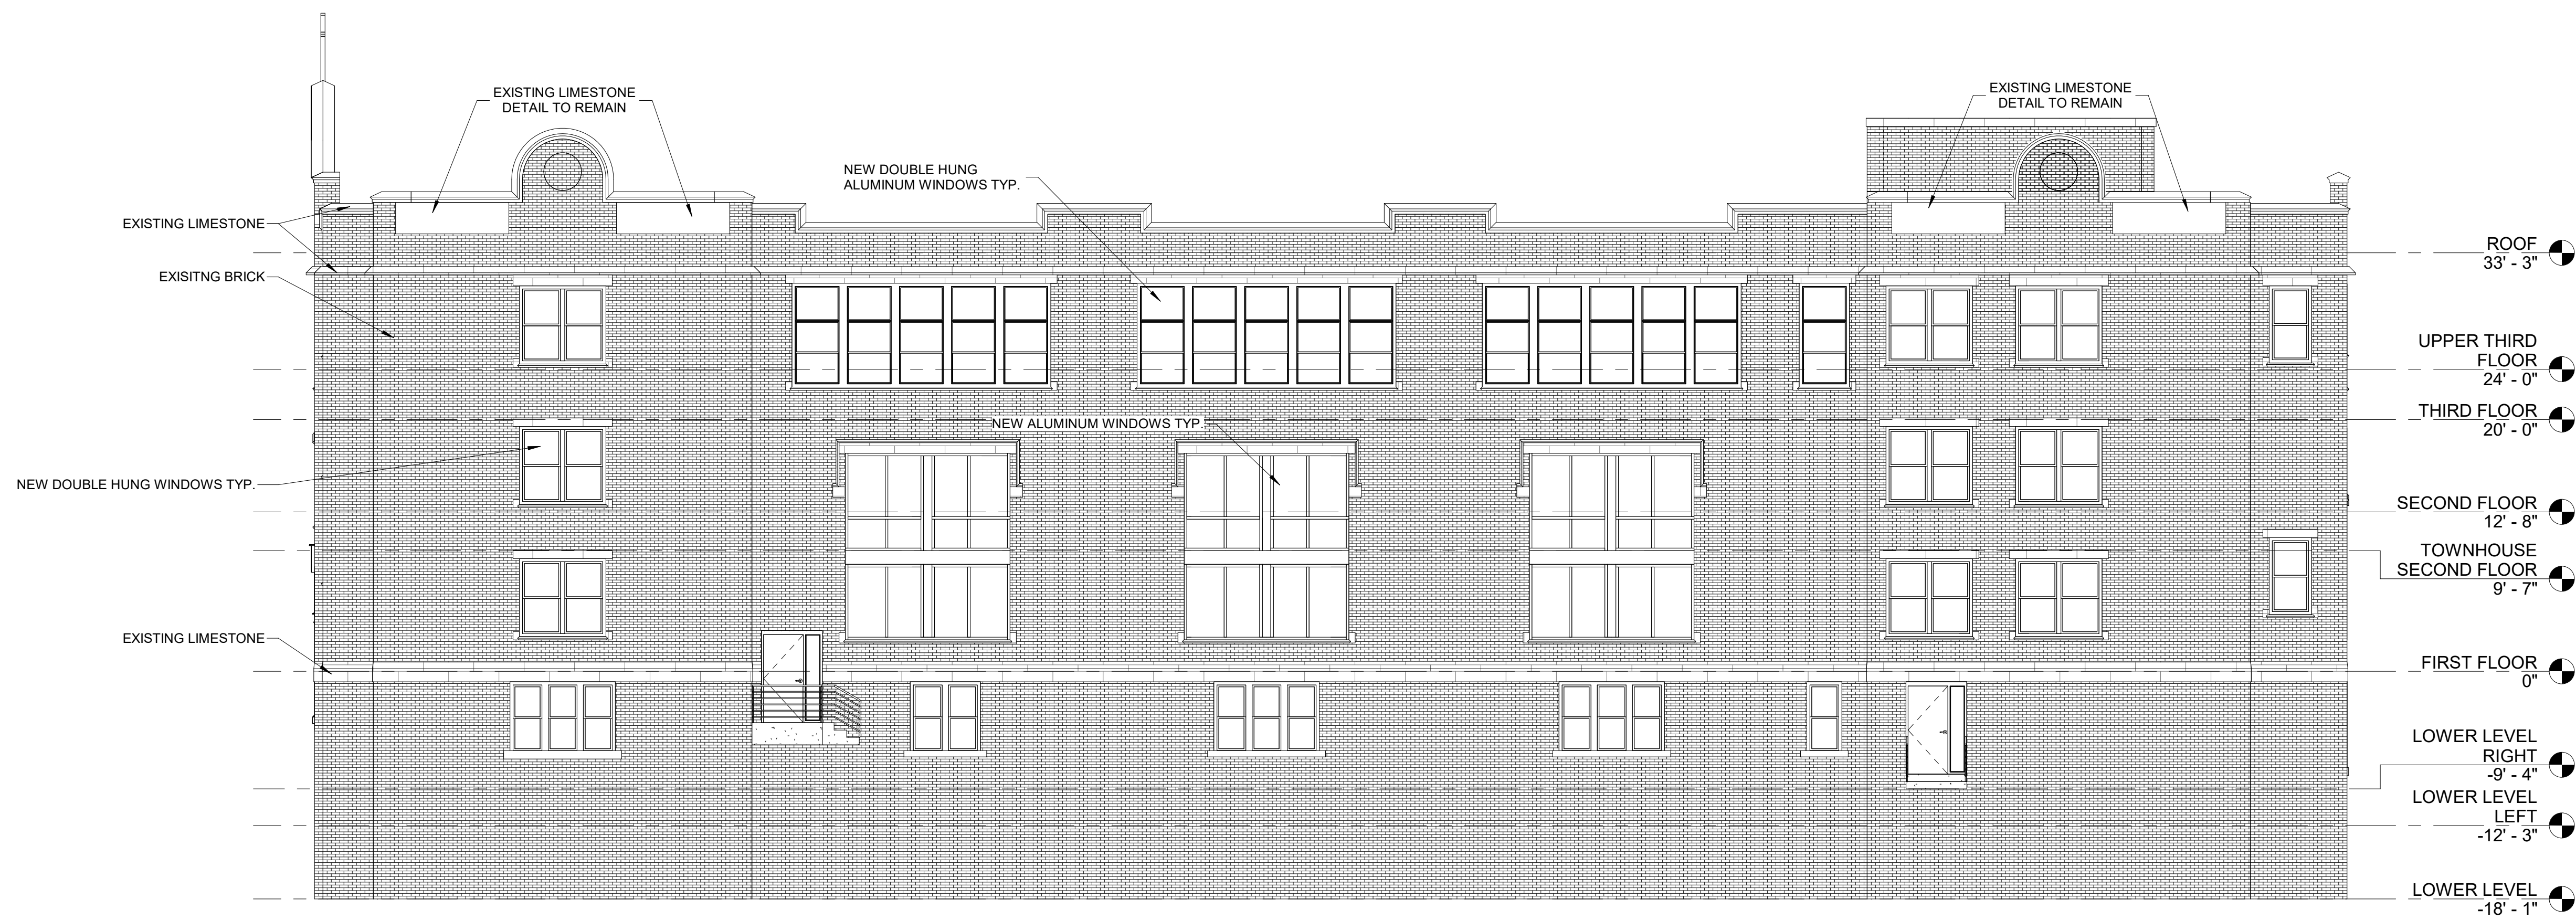 EXISTING LIMESTONE
DETAIL TO REMAIN
EXISTING LIMESTONE
DETAIL TO REMAIN
NEW DOUBLE HUNG
ALUMINUM WINDOWS TYP.
EXISTING LIMESTONE
EXISITNG BRICK
NEW ALUMINUM WINDOWS TYP.
NEW DOUBLE HUNG WINDOWS TYP.
EXISTING LIMESTONE
ROOF
33' - 3"
UPPER THIRD
FLOOR
24' - 0"
THIRD FLOOR
20' - 0"
SECOND FLOOR
12' - 8"
TOWNHOUSE
SECOND FLOOR
9' - 7"
FIRST FLOOR
0"
LOWER LEVEL
RIGHT
-9' - 4"
LOWER LEVEL
LEFT
-12' - 3"
LOWER LEVEL
-18' - 1"